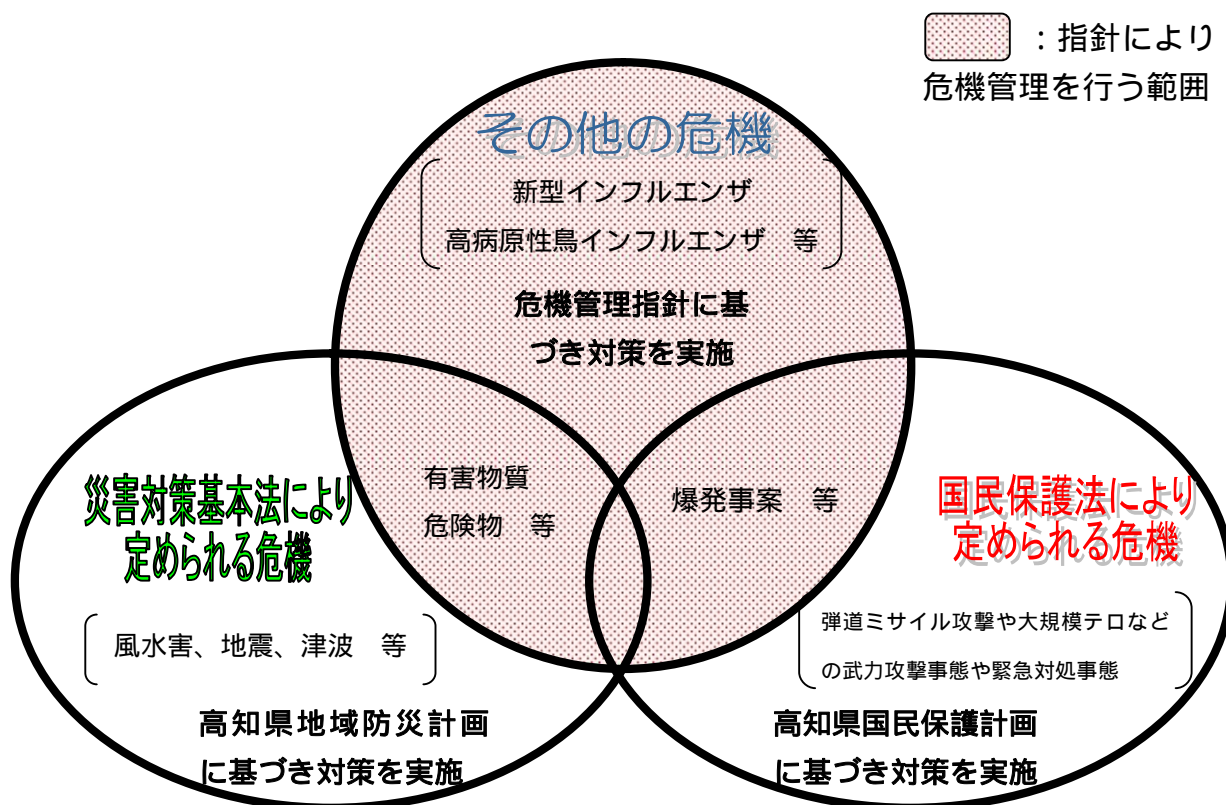 ：指針により
危機管理を行う範囲
その他の危機
新型インフルエンザ
高病原性鳥インフルエンザ　等
危機管理指針に基
づき対策を実施
有害物質
危険物　等
爆発事案　等
災害対策基本法により
定められる危機
風水害、地震、津波　等
高知県地域防災計画
に基づき対策を実施
国民保護法により
定められる危機
弾道ミサイル攻撃や大規模テロなど
の武力攻撃事態や緊急対処事態
高知県国民保護計画
に基づき対策を実施